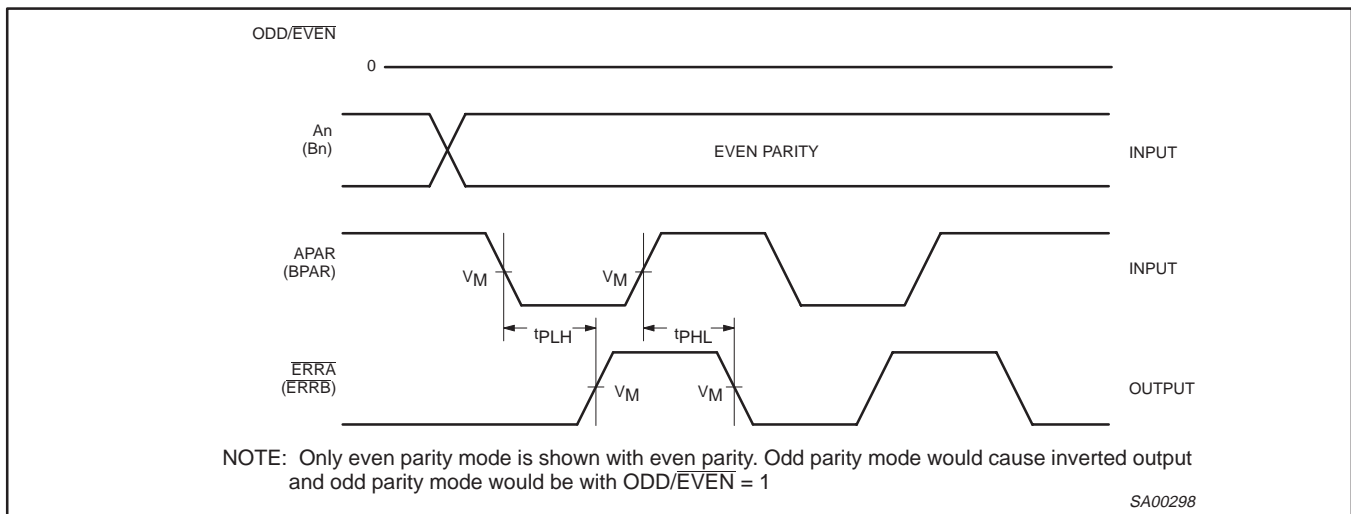 ODD/EVEN
0
An
(Bn)
EVEN PARITY
INPUT
APAR
(BPAR)
VM
VM
INPUT
tPLH
tPHL
ERRA
(ERRB)
VM
VM
OUTPUT
NOTE: Only even parity mode is shown with even parity. Odd parity mode would cause inverted output
and odd parity mode would be with ODD/EVEN = 1
SA00298